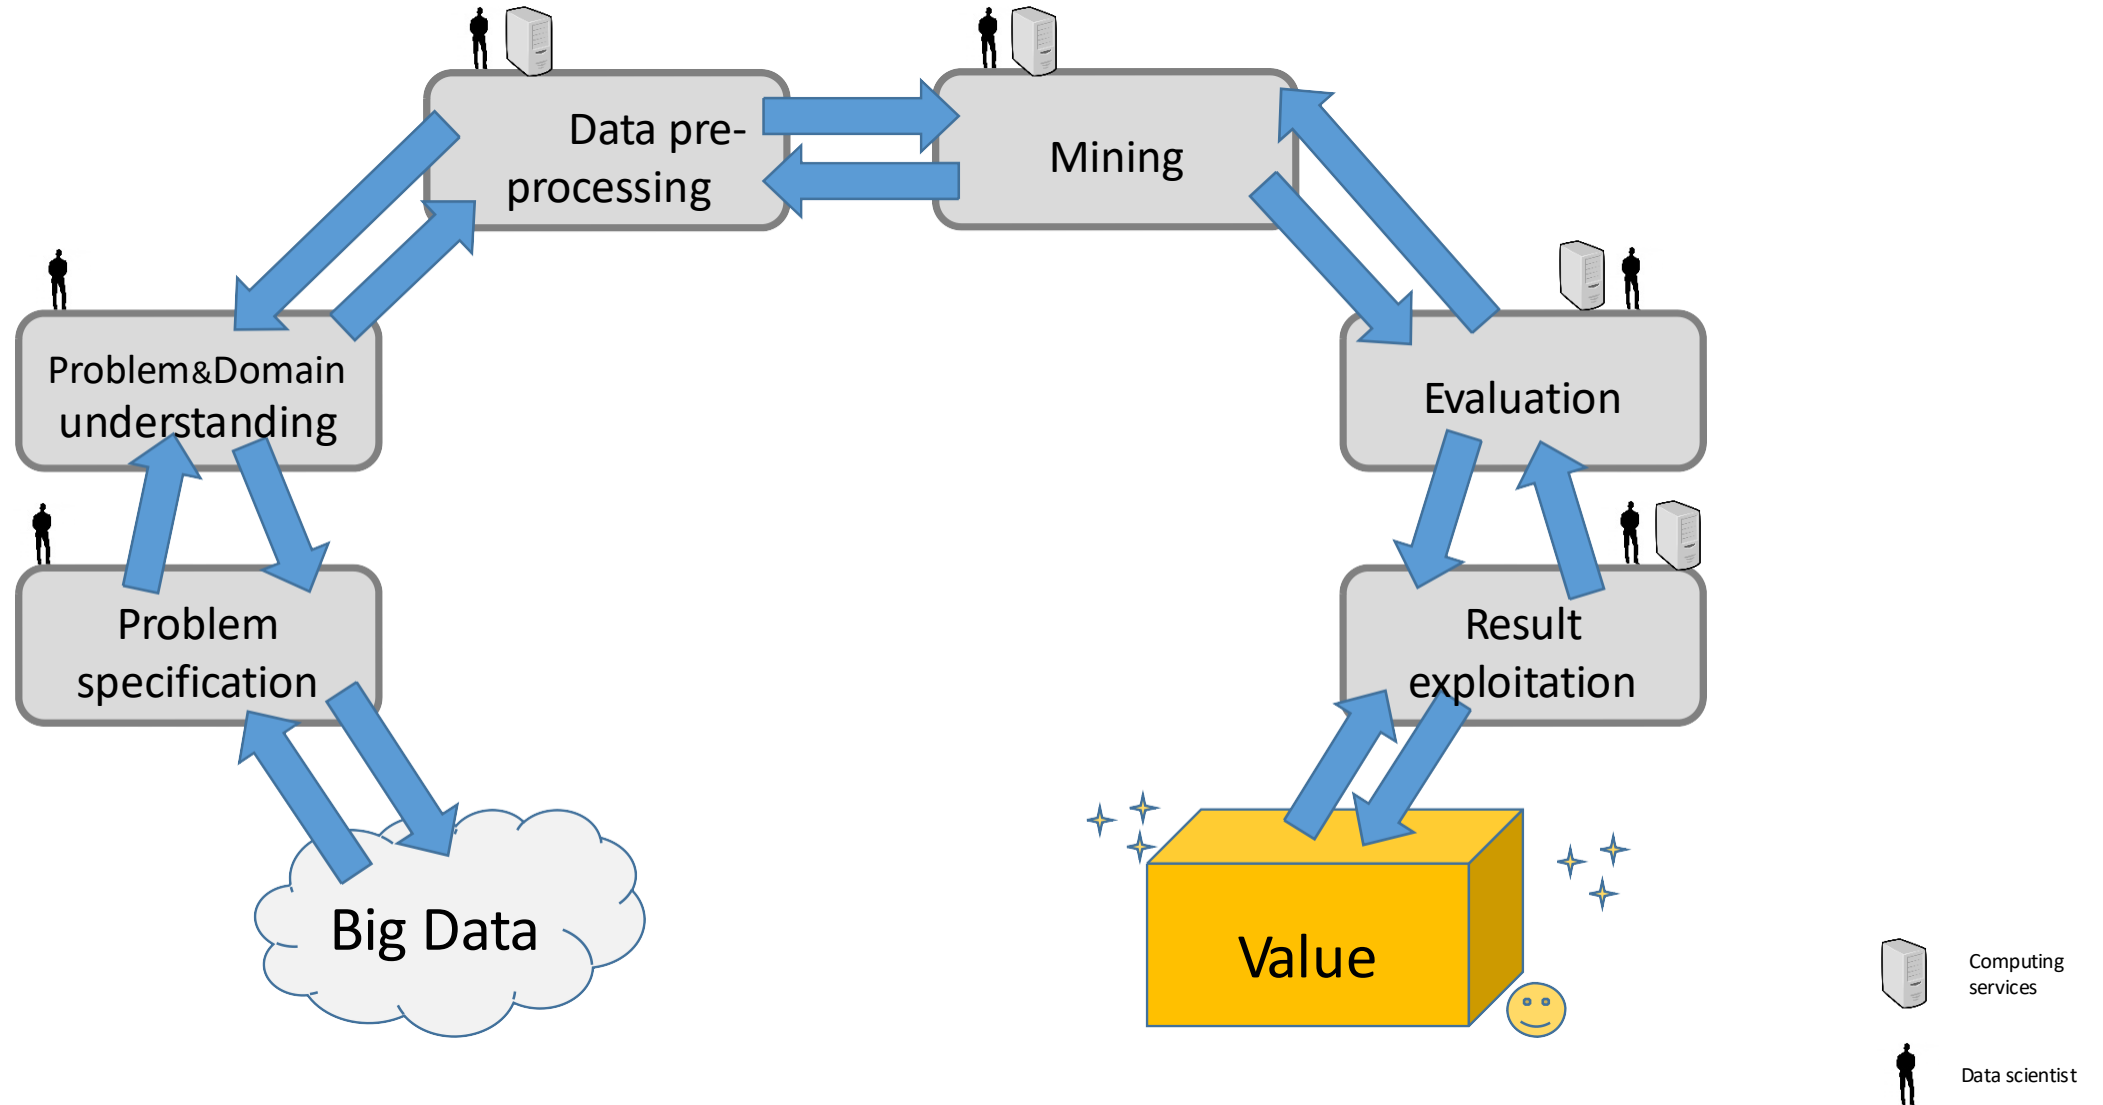 Data pre-
processing
Mining
Problem&Domain
understanding
Evaluation
Problem
specification
Result
exploitation
Big Data
Value
Computing
services
Data scientist